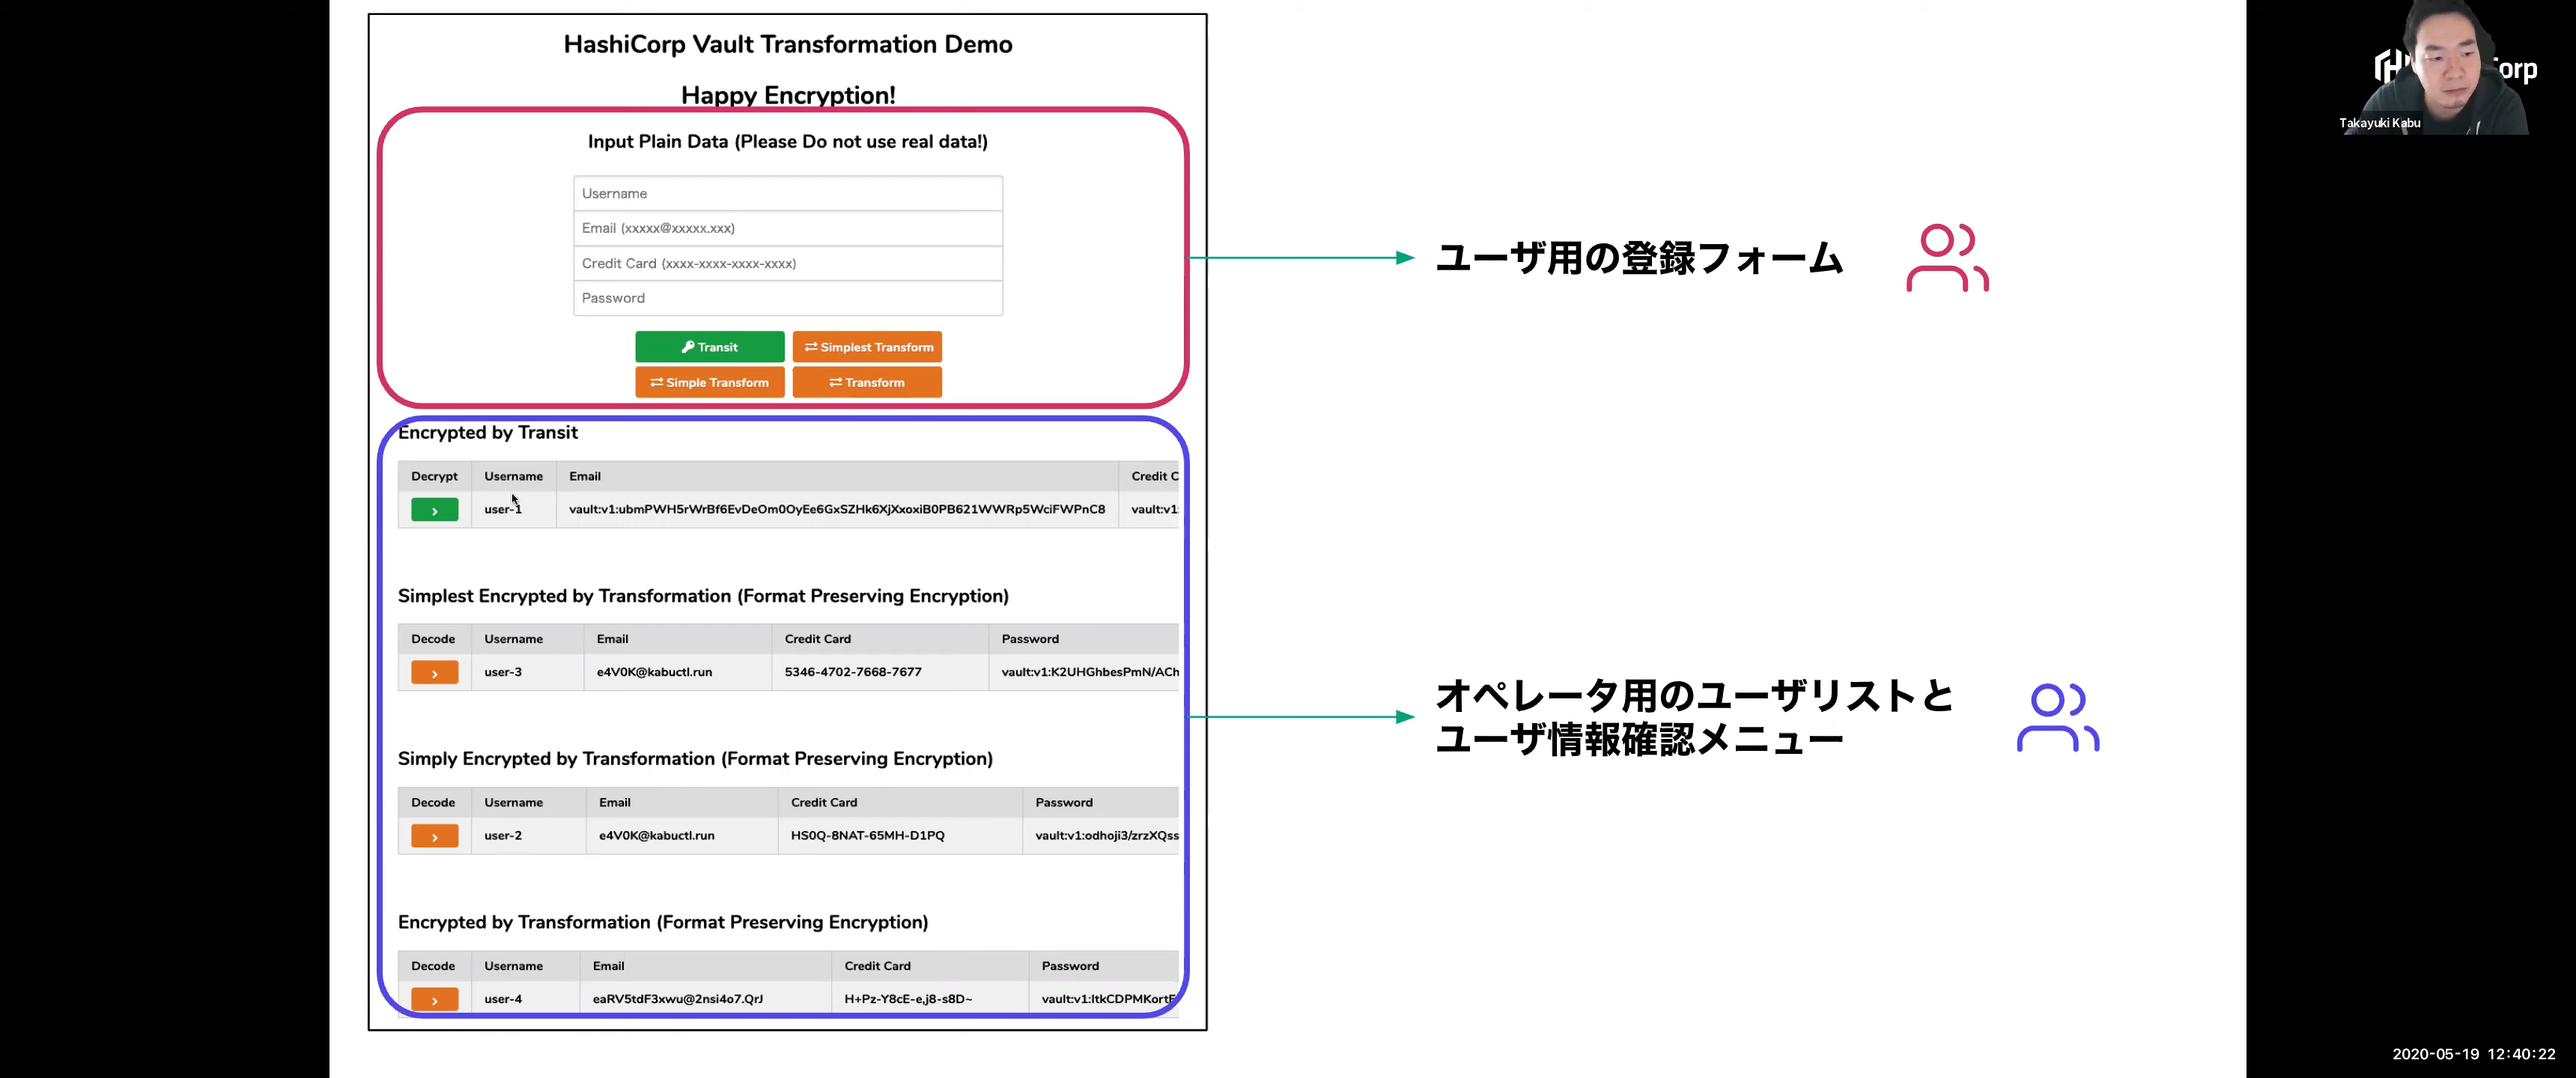 HashiCorp Vault Transformation Demo
Happy Encryption!
Input Plain Data (Please Do not use real data!)
Username
Email (xxxxx@xxxxx.xxx)
Credit Card (xxxx-xxxx-xxxx-xxxx)
Password
Transit
Simplest Transform
Simple Transform
Transform
ユーザ用の登録フォーム
Encrypted by Transit
Decrypt Username Email Credit C
user-1 vault:v1:ubmPWH5rWrBf6EvDeOm0OyEe6GxSZHk6XjXxoxiB0PB621WWRp5WciFWPnC8 vault:v1:
Simplest Encrypted by Transformation (Format Preserving Encryption)
Decode Username Email Credit Card Password
user-3 e4V0K@kabuctl.run 5346-4702-7668-7677 vault:v1:K2UHGhbesPmN/ACh
オペレータ用のユーザリストと
ユーザ情報確認メニュー
Simply Encrypted by Transformation (Format Preserving Encryption)
Decode Username Email Credit Card Password
user-2 e4V0K@kabuctl.run HS0Q-8NAT-65MH-D1PQ vault:v1:odhoji3/zrzXQss
Encrypted by Transformation (Format Preserving Encryption)
Decode Username Email Credit Card Password
user-4 eaRV5tdF3xwu@2nsi4o7.QrJ H+Pz-Y8cE-e,j8-s8D~ vault:v1:ItkCDPMKortF
orp
Takayuki Kabu
2020-05-19 12:40:22